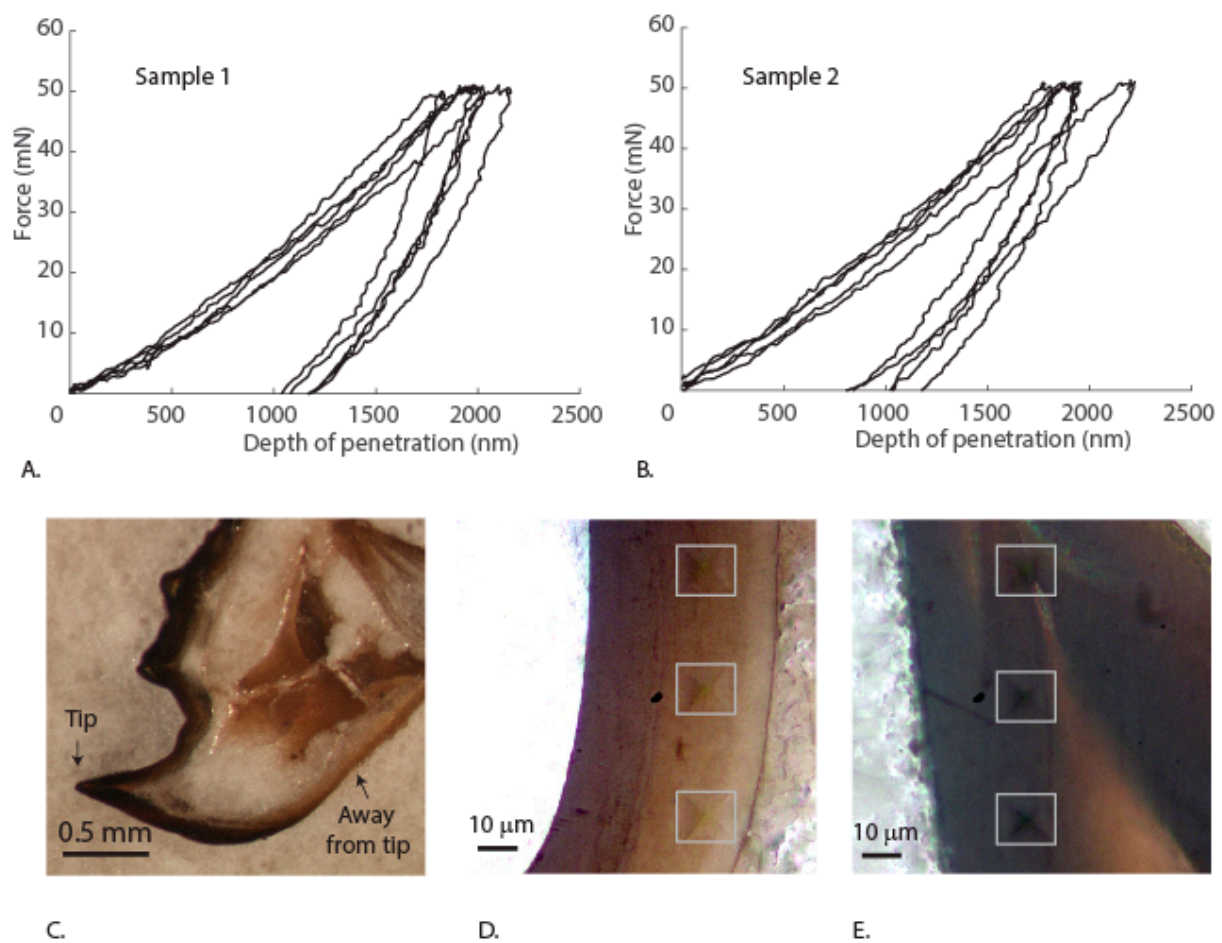 60
50
40
30
20
10
Force (mN)
Sample 1
0
500
1000
1500
2000
2500
Depth of penetration (nm)
A.
60
50
40
30
20
10
Force (mN)
Sample 2
0
500
1000
1500
2000
2500
Depth of penetration (nm)
B.
Tip
0.5 mm
Away
from tip
C.
10 μm
D.
10 μm
E.